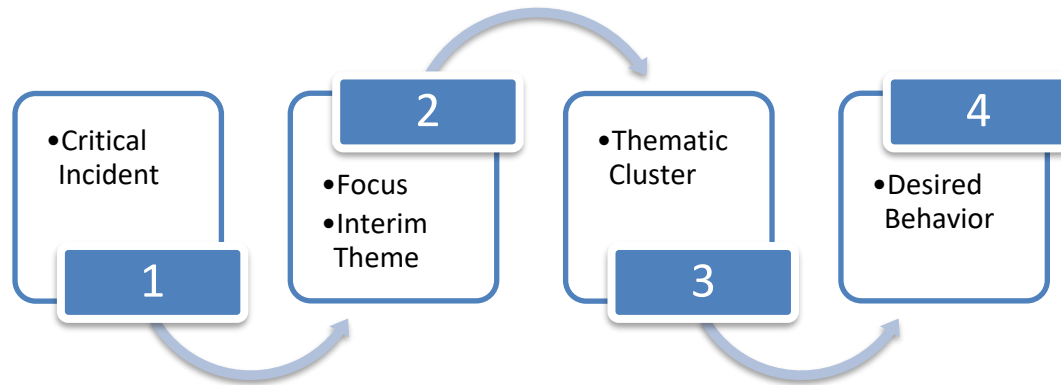 •Critical
Incident
1
2
•Focus
•Interim
Theme
•Thematic
Cluster
3
4
•Desired
Behavior